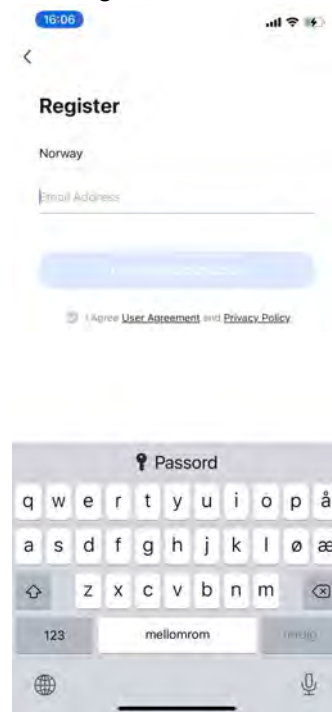 16:06
Register
Norway
Email Address
I Agree User Agreement and Privacy Policy
Passord
q w e r t y u i o p å
a s d f g h j k l ø æ
z x c v b n m
123 mellomrom